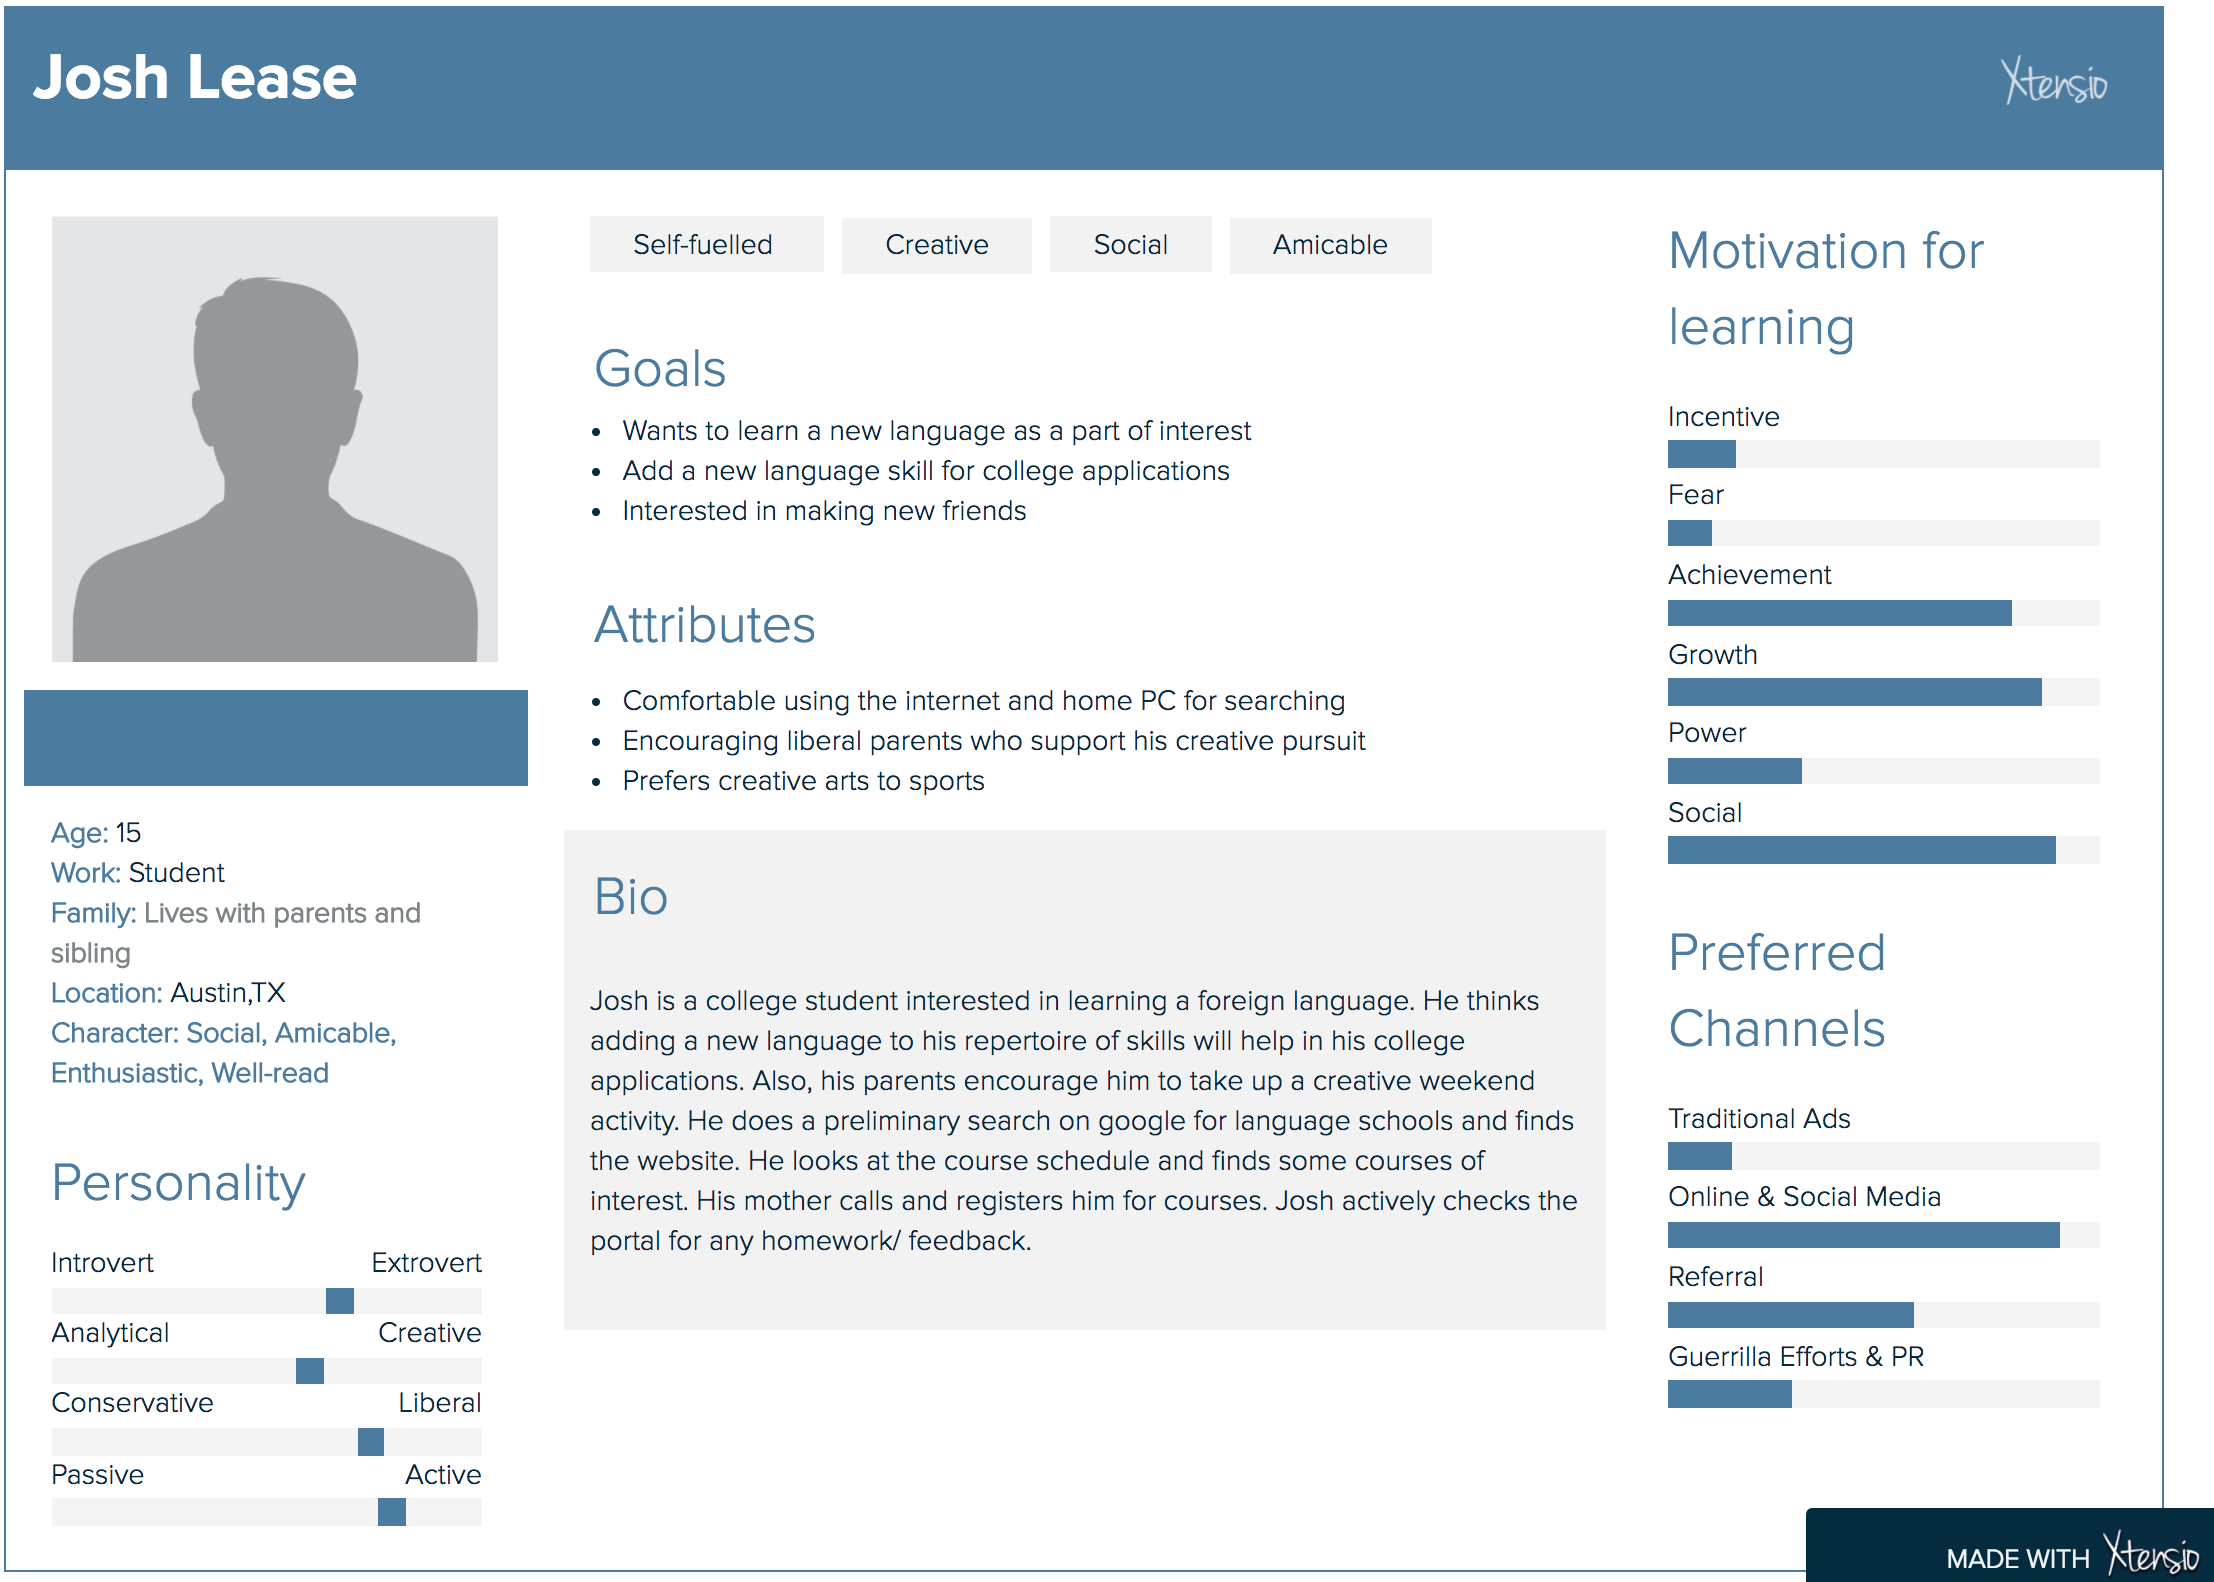 Josh Lease
Xtensio
Self-fuelled
Creative
Social
Amicable
Goals
• Wants to learn a new language as a part of interest
• Add a new language skill for college applications
• Interested in making new friends
Attributes
• Comfortable using the internet and home PC for searching
• Encouraging liberal parents who support his creative pursuit
• Prefers creative arts to sports
Age: 15
Work: Student
Family: Lives with parents and
sibling
Location: Austin,TX
Character: Social, Amicable,
Enthusiastic, Well-read
Personality
Introvert Extrovert
Analytical Creative
Conservative Liberal
Passive Active
Bio
Josh is a college student interested in learning a foreign language. He thinks
adding a new language to his repertoire of skills will help in his college
applications. Also, his parents encourage him to take up a creative weekend
activity. He does a preliminary search on google for language schools and finds
the website. He looks at the course schedule and finds some courses of
interest. His mother calls and registers him for courses. Josh actively checks the
portal for any homework/ feedback.
Motivation for
learning
Incentive
Fear
Achievement
Growth
Power
Social
Preferred
Channels
Traditional Ads
Online & Social Media
Referral
Guerrilla Efforts & PR
MADE WITH Xtensio